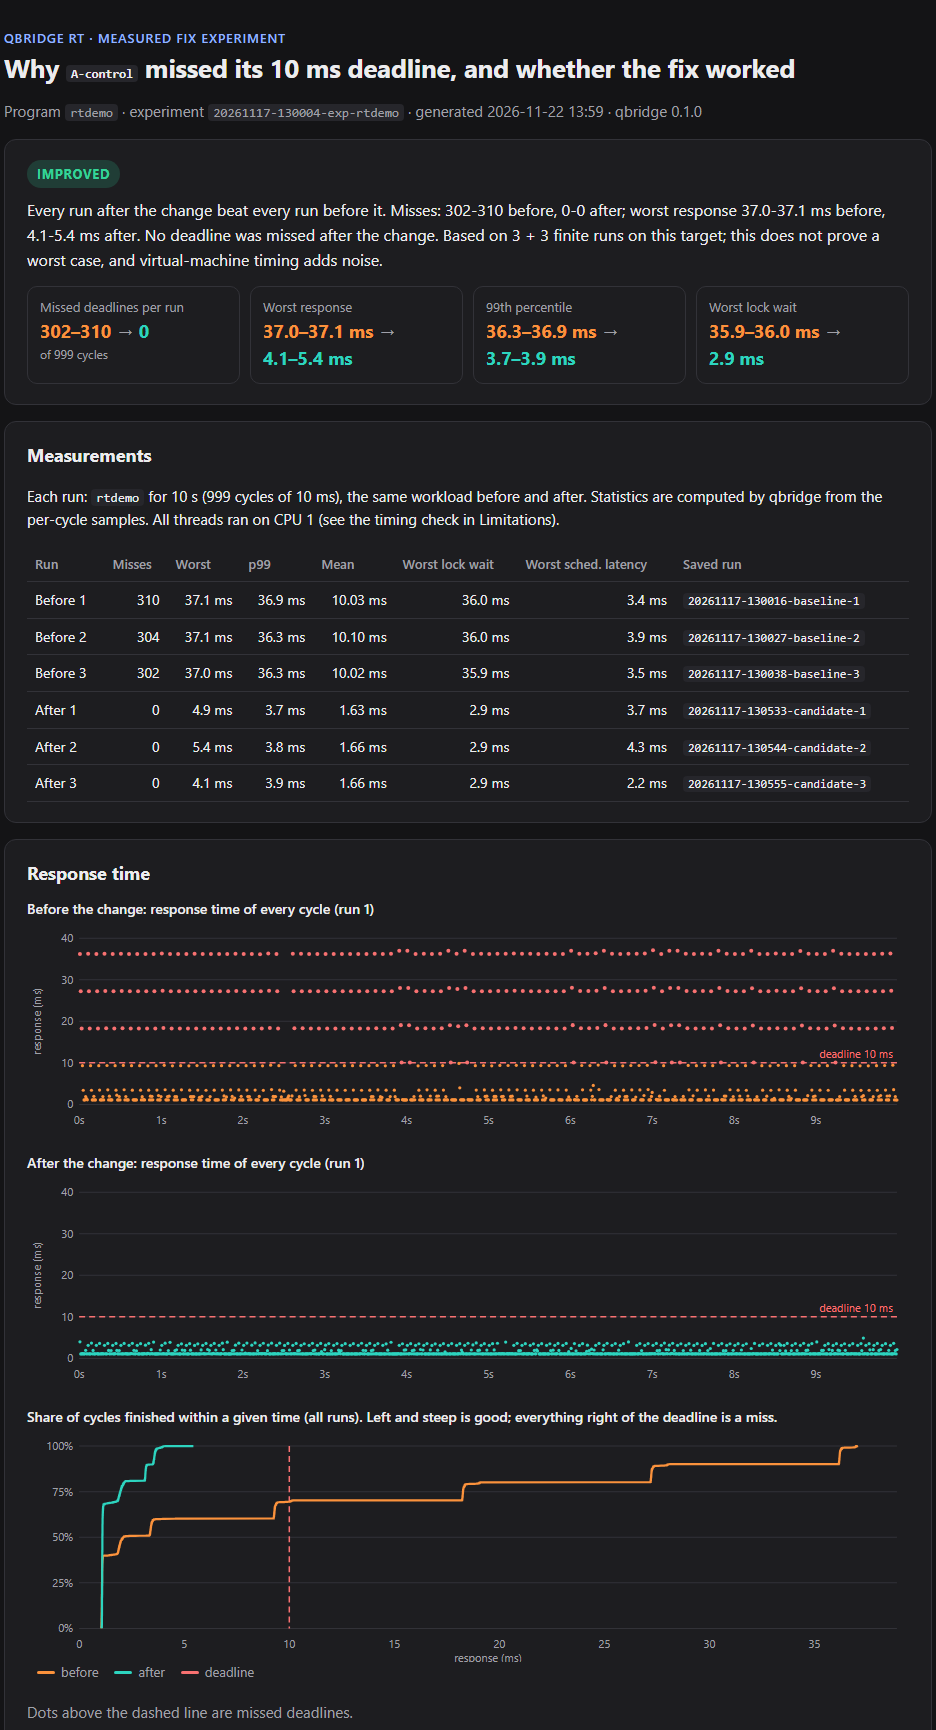 QBRIDGE RT · MEASURED FIX EXPERIMENT
Why A-control missed its 10 ms deadline, and whether the fix worked
Program rtdemo · experiment 20261117-130004-exp-rtdemo · generated 2026-11-22 13:59 · qbridge 0.1.0
IMPROVED
Every run after the change beat every run before it. Misses: 302-310 before, 0-0 after; worst response 37.0-37.1 ms before,
4.1-5.4 ms after. No deadline was missed after the change. Based on 3 + 3 finite runs on this target; this does not prove a
worst case, and virtual-machine timing adds noise.
Missed deadlines per run
302–310 → 0
of 999 cycles
Worst response
37.0–37.1 ms →
4.1–5.4 ms
99th percentile
36.3–36.9 ms →
3.7–3.9 ms
Worst lock wait
35.9–36.0 ms →
2.9 ms
Measurements
Each run: rtdemo for 10 s (999 cycles of 10 ms), the same workload before and after. Statistics are computed by qbridge from the
per-cycle samples. All threads ran on CPU 1 (see the timing check in Limitations).
Run Misses Worst p99 Mean Worst lock wait Worst sched. latency Saved run
Before 1 310 37.1 ms 36.9 ms 10.03 ms 36.0 ms 3.4 ms 20261117-130016-baseline-1
Before 2 304 37.1 ms 36.3 ms 10.10 ms 36.0 ms 3.9 ms 20261117-130027-baseline-2
Before 3 302 37.0 ms 36.3 ms 10.02 ms 35.9 ms 3.5 ms 20261117-130038-baseline-3
After 1 0 4.9 ms 3.7 ms 1.63 ms 2.9 ms 3.7 ms 20261117-130533-candidate-1
After 2 0 5.4 ms 3.8 ms 1.66 ms 2.9 ms 4.3 ms 20261117-130544-candidate-2
After 3 0 4.1 ms 3.9 ms 1.66 ms 2.9 ms 2.2 ms 20261117-130555-candidate-3
Response time
Before the change: response time of every cycle (run 1)
40
30
20
10
0
response (ms)
deadline 10 ms
0s 1s 2s 3s 4s 5s 6s 7s 8s 9s
After the change: response time of every cycle (run 1)
40
30
20
10
0
response (ms)
deadline 10 ms
0s 1s 2s 3s 4s 5s 6s 7s 8s 9s
Share of cycles finished within a given time (all runs). Left and steep is good; everything right of the deadline is a miss.
100%
75%
50%
25%
0%
0 5 10 15 20 25 30 35
response (ms)
before after deadline
Dots above the dashed line are missed deadlines.